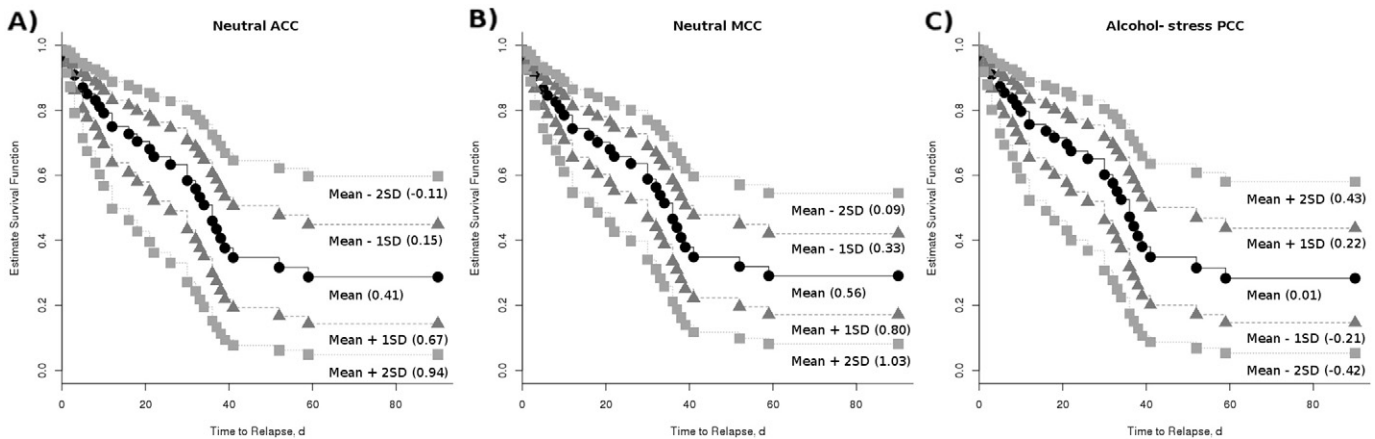 A)
Neutral ACC
Estimate Survival Function
1.0
0.8
0.6
0.4
0.2
0.0
Mean - 2SD (-0.11)
Mean - 1SD (0.15)
Mean (0.41)
Mean + 1SD (0.67)
Mean + 2SD (0.94)
0 20 40 60 80
Time to Relapse, d
B)
Neutral MCC
Estimate Survival Function
1.0
0.8
0.6
0.4
0.2
0.0
Mean - 2SD (0.09)
Mean - 1SD (0.33)
Mean (0.56)
Mean + 1SD (0.80)
Mean + 2SD (1.03)
0 20 40 60 80
Time to Relapse, d
C)
Alcohol- stress PCC
Estimate Survival Function
1.0
0.8
0.6
0.4
0.2
0.0
Mean + 2SD (0.43)
Mean + 1SD (0.22)
Mean (0.01)
Mean - 1SD (-0.21)
Mean - 2SD (-0.42)
0 20 40 60 80
Time to Relapse, d